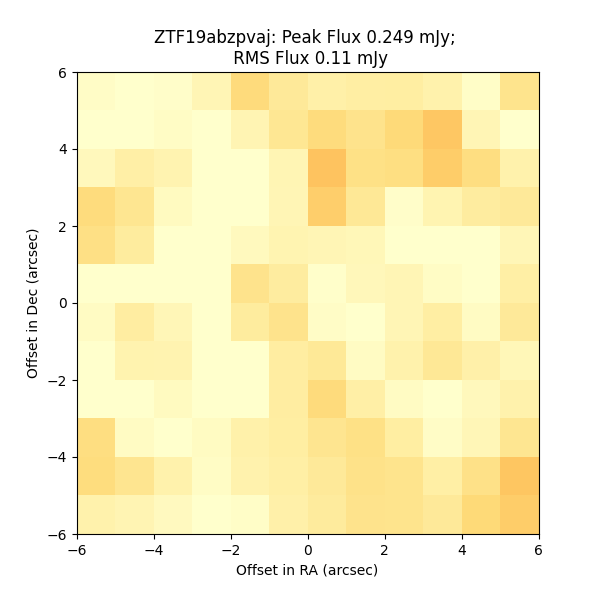 ZTF19abzpvaj: Peak Flux 0.249 mJy;
RMS Flux 0.11 mJy
6
4
2
0
−2
−4
−6
Offset in Dec (arcsec)
−6 −4 −2 0 2 4 6
Offset in RA (arcsec)